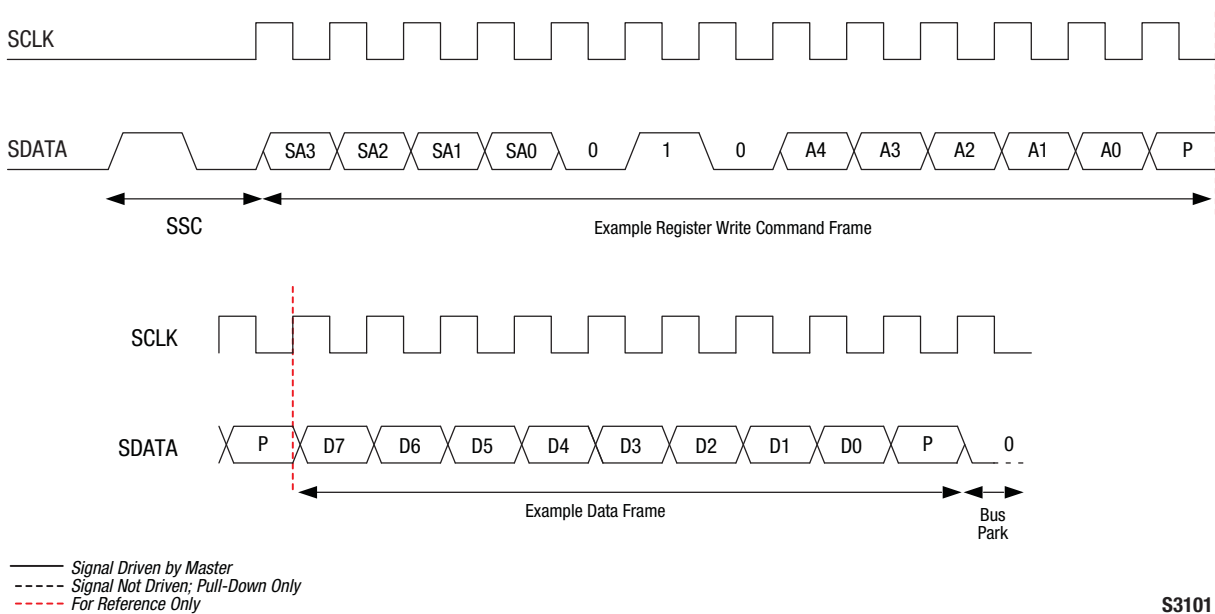 SCLK
SDATA SA3 SA2 SA1 SA0 0 1 0 A4 A3 A2 A1 A0 P
SSC
Example Register Write Command Frame
SCLK
SDATA P D7 D6 D5 D4 D3 D2 D1 D0 P 0
Example Data Frame
Bus
Park
Signal Driven by Master
Signal Not Driven; Pull-Down Only
For Reference Only
S3101